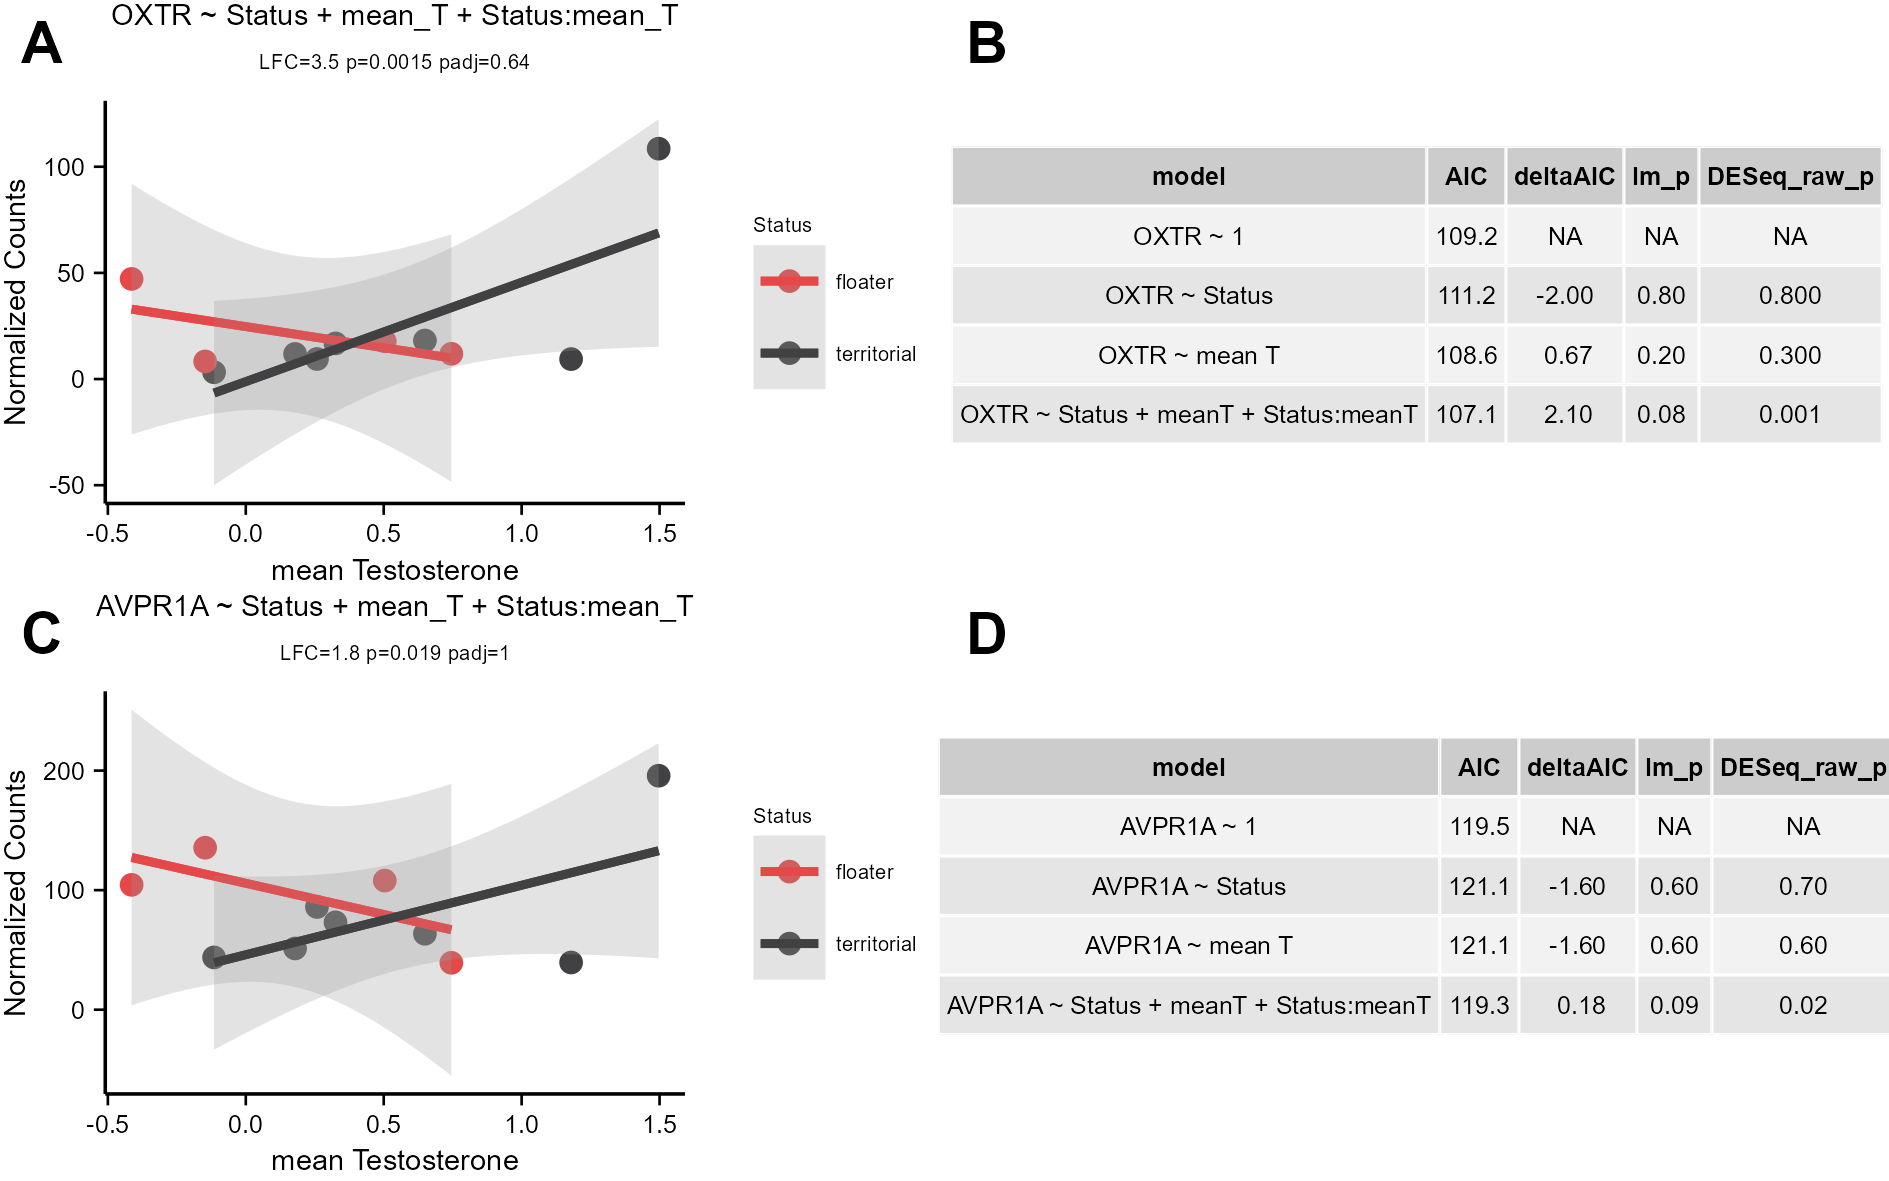 A
OXTR ~ Status + mean_T + Status:mean_T
LFC=3.5 p=0.0015 padj=0.64
Normalized Counts
100
50
0
-50
-0.5 0.0 0.5 1.0 1.5
mean Testosterone
Status
floater
territorial
B
model AIC deltaAIC lm_p DESeq_raw_p
OXTR ~ 1 109.2 NA NA NA
OXTR ~ Status 111.2 -2.00 0.80 0.800
OXTR ~ mean T 108.6 0.67 0.20 0.300
OXTR ~ Status + meanT + Status:meanT 107.1 2.10 0.08 0.001
C
AVPR1A ~ Status + mean_T + Status:mean_T
LFC=1.8 p=0.019 padj=1
Normalized Counts
200
100
0
-0.5 0.0 0.5 1.0 1.5
mean Testosterone
Status
floater
territorial
D
model AIC deltaAIC lm_p DESeq_raw_p
AVPR1A ~ 1 119.5 NA NA NA
AVPR1A ~ Status 121.1 -1.60 0.60 0.70
AVPR1A ~ mean T 121.1 -1.60 0.60 0.60
AVPR1A ~ Status + meanT + Status:meanT 119.3 0.18 0.09 0.02